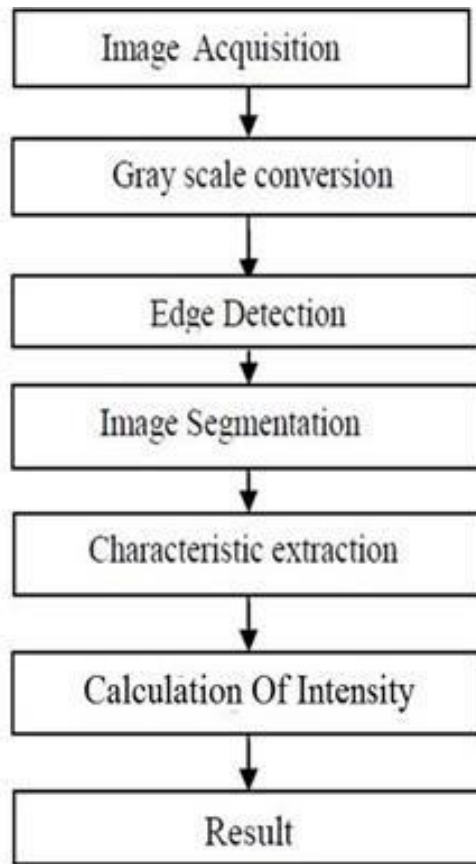 Image Acquisition
Gray scale conversion
Edge Detection
Image Segmentation
Characteristic extraction
Calculation Of Intensity
Result